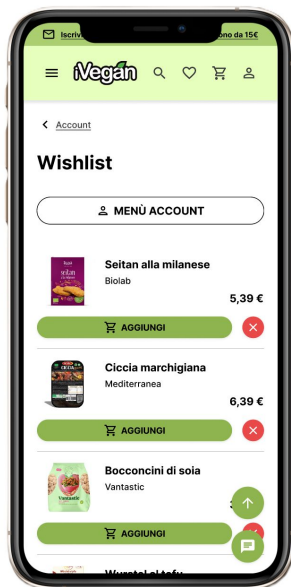 Iscriv
ono da 15€
iVegan
Account
Wishlist
MENÙ ACCOUNT
Seitan alla milanese
Biolab
5,39 €
AGGIUNGI
Ciccia marchigiana
Mediterranea
6,39 €
AGGIUNGI
Bocconcini di soia
Vantastic
AGGIUNGI